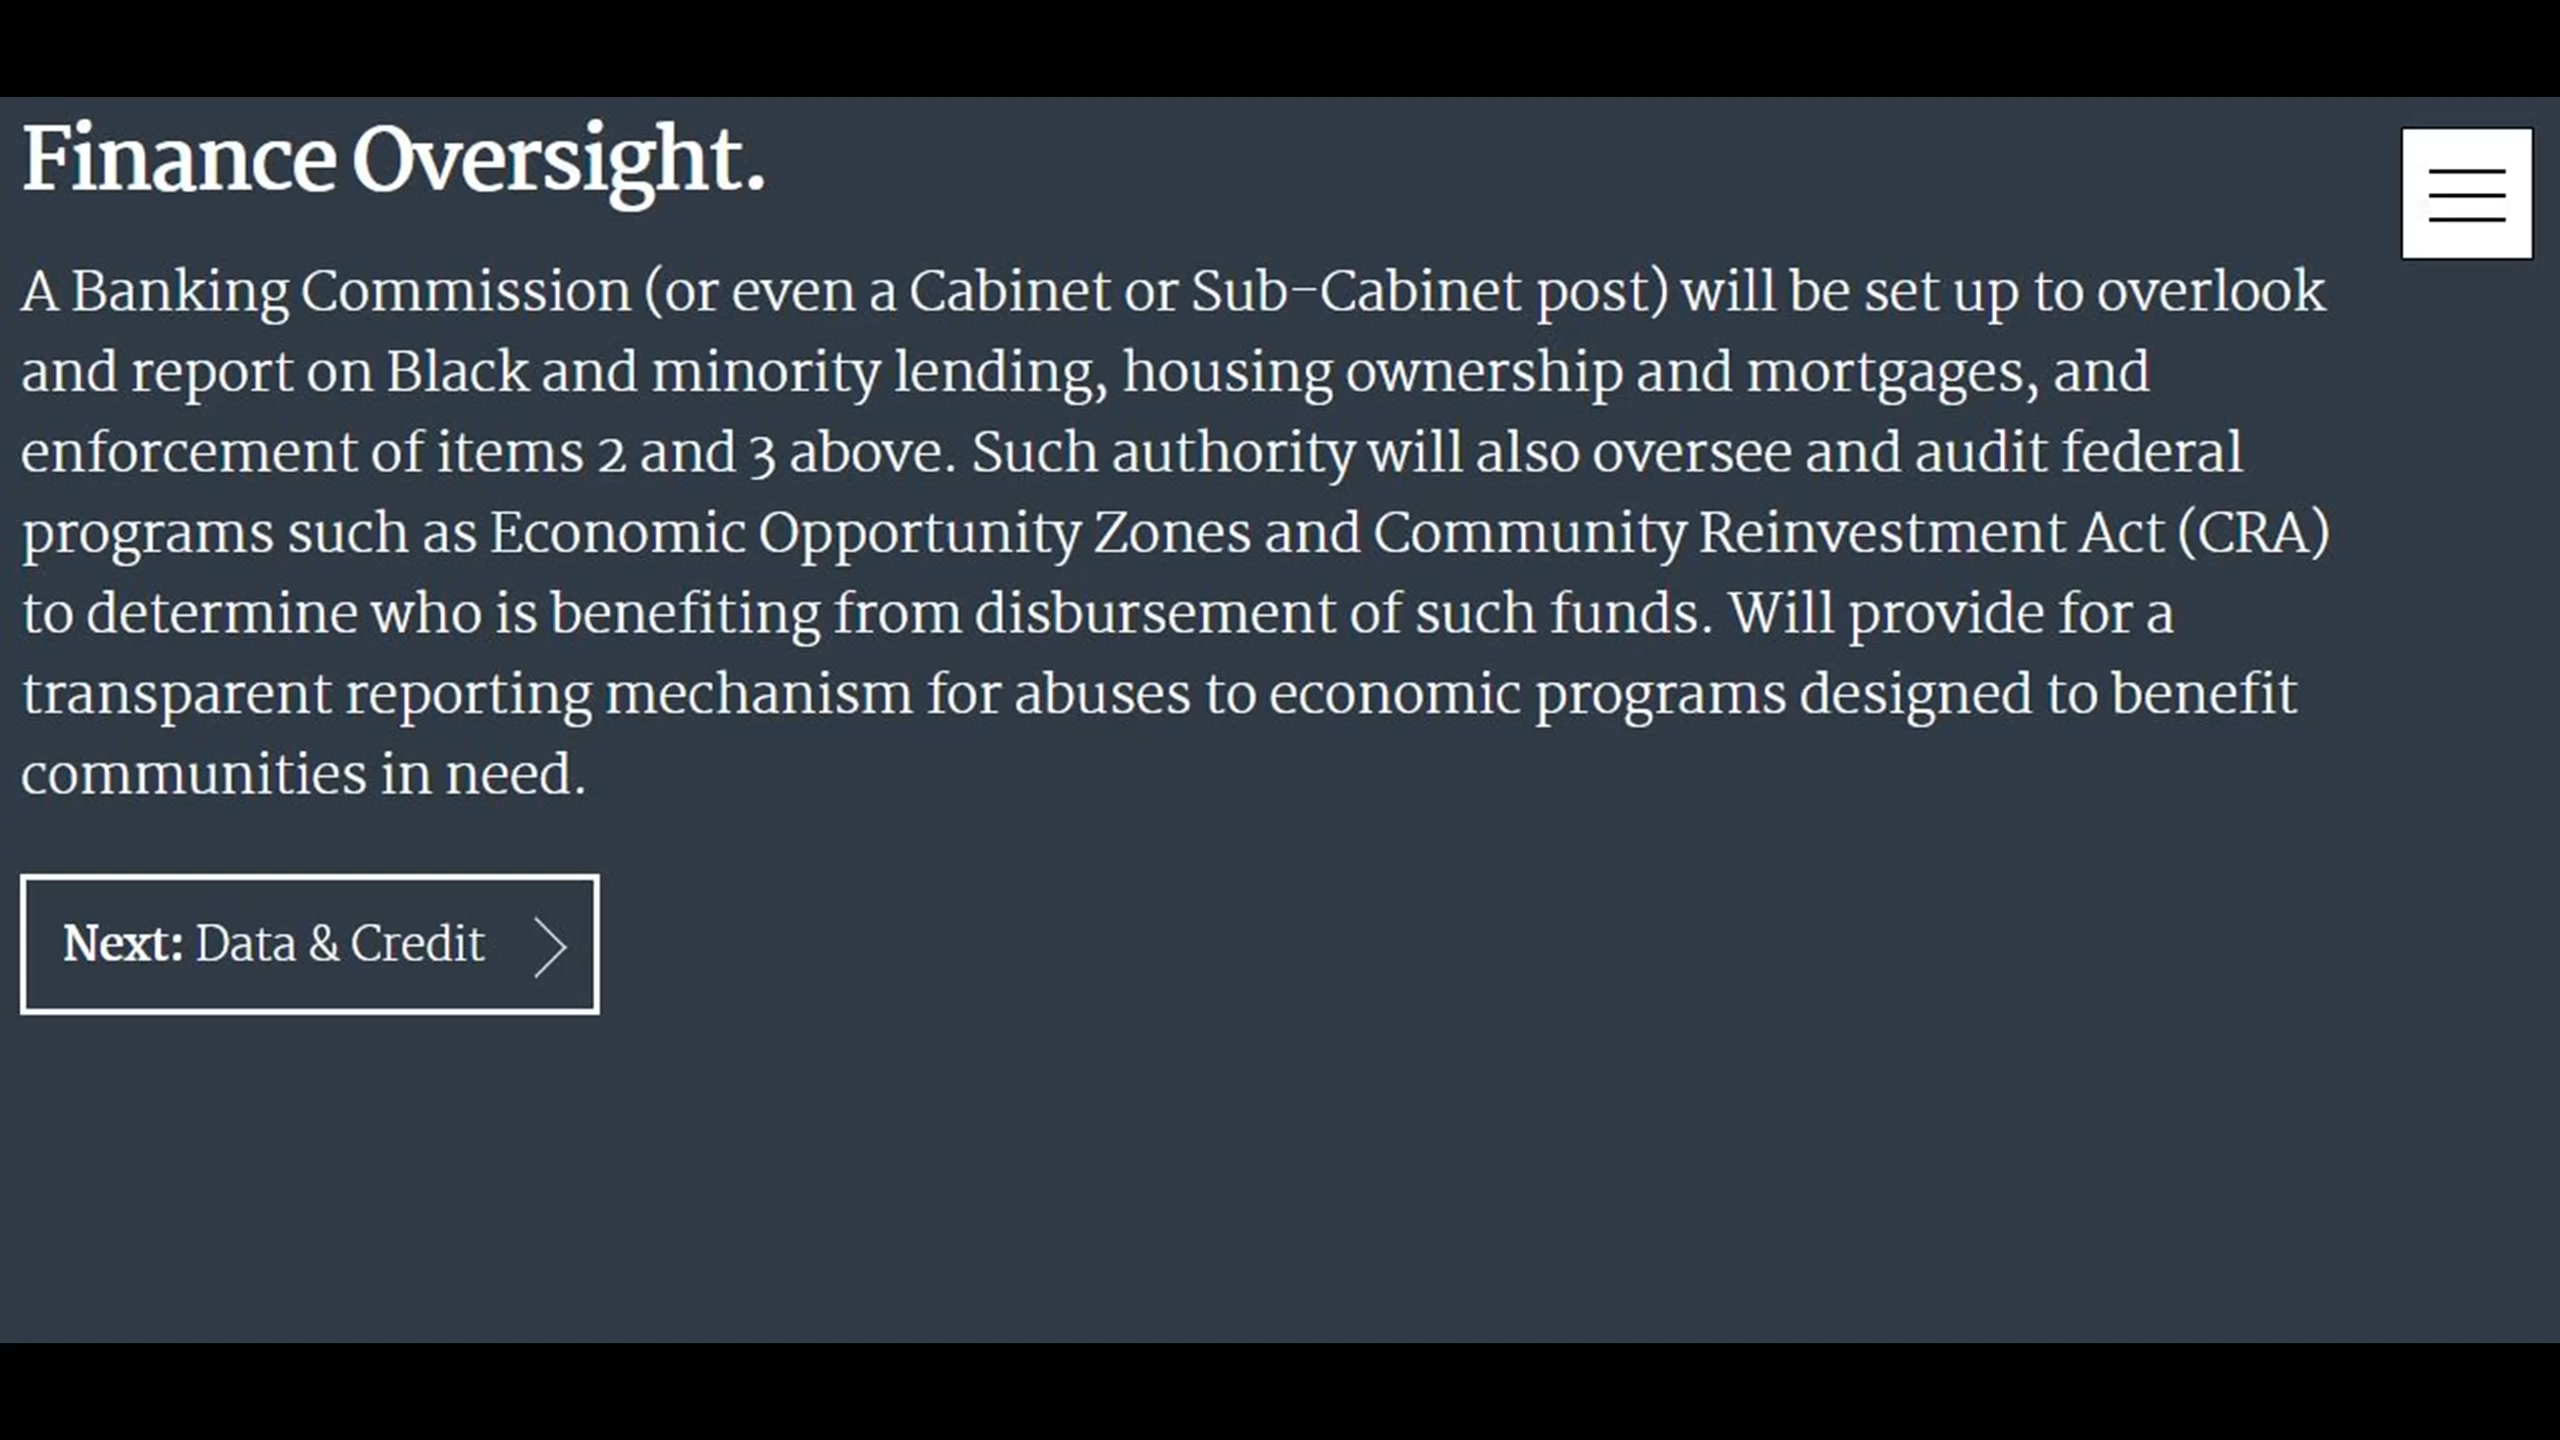 Finance Oversight.
A Banking Commission (or even a Cabinet or Sub-Cabinet post) will be set up to overlook
and report on Black and minority lending, housing ownership and mortgages, and
enforcement of items 2 and 3 above. Such authority will also oversee and audit federal
programs such as Economic Opportunity Zones and Community Reinvestment Act (CRA)
to determine who is benefiting from disbursement of such funds. Will provide for a
transparent reporting mechanism for abuses to economic programs designed to benefit
communities in need.
Next: Data & Credit